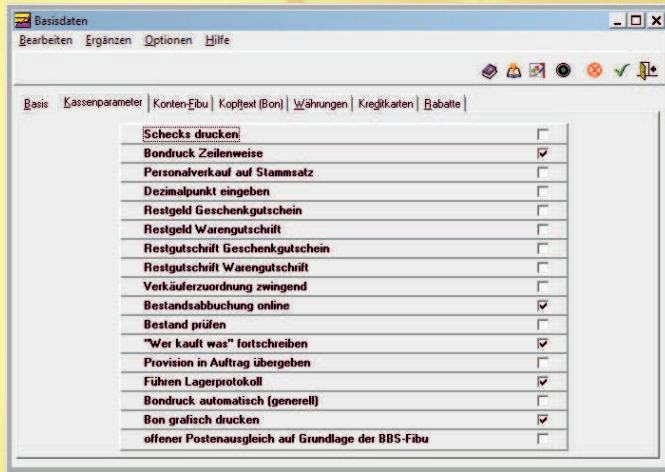 Basisdaten
Bearbeiten Ergänzen Optionen Hilfe
Basis Kassenparameter Konten-Fibu Kopftext (Bon) Währungen Kreditkarten Rabatte
Schecks drucken
Bondruck Zeilenweise
Personalverkauf auf Stammsatz
Dezimalpunkt eingeben
Restgeld Geschenkgutschein
Restgeld Warengutschrift
Restgutschrift Geschenkgutschein
Restgutschrift Warengutschrift
Verkäuferzuordnung zwingend
Bestandsabbuchung online
Bestand prüfen
"Wer kauft was" fortschreiben
Provision in Auftrag übergeben
Führen Lagerprotokoll
Bondruck automatisch (generell)
Bon grafisch drucken
offener Postenausgleich auf Grundlage der BBS-Fibu